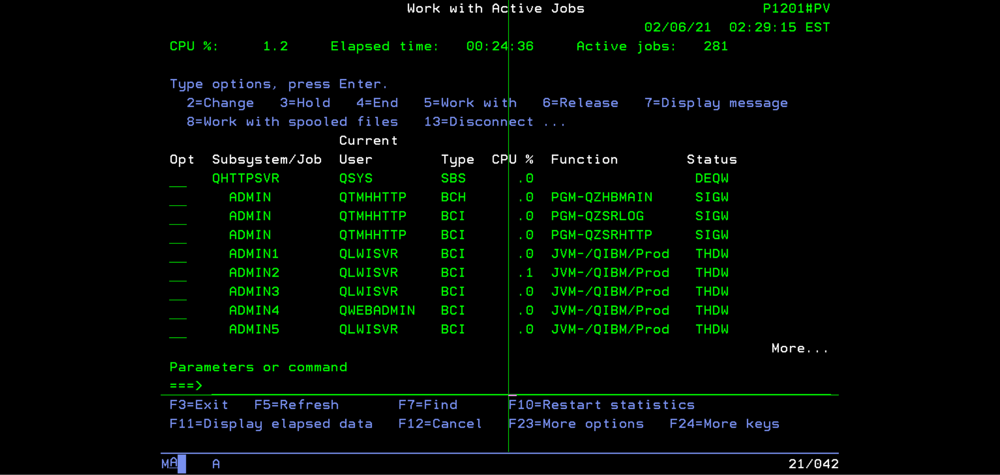 Work with Active Jobs P1201#PV
02/06/21 02:29:15 EST
CPU %: 1.2 Elapsed time: 00:24:36 Active jobs: 281
Type options, press Enter.
2=Change 3=Hold 4=End 5=Work with 6=Release 7=Display message
8=Work with spooled files 13=Disconnect ...
Current
Opt Subsystem/Job User Type CPU % Function Status
___ QHTTPSVR QSYS SBS .0 DEQW
___ ADMIN QTMHHTTP BCH .0 PGM-QZHBMAIN SIGW
___ ADMIN QTMHHTTP BCI .0 PGM-QZSRLOG SIGW
___ ADMIN QTMHHTTP BCI .0 PGM-QZSRHTTP SIGW
___ ADMIN1 QLWISVR BCI .0 JVM-/QIBM/Prod THDW
___ ADMIN2 QLWISVR BCI .1 JVM-/QIBM/Prod THDW
___ ADMIN3 QLWISVR BCI .0 JVM-/QIBM/Prod THDW
___ ADMIN4 QWEBADMIN BCI .0 JVM-/QIBM/Prod THDW
___ ADMIN5 QLWISVR BCI .0 JVM-/QIBM/Prod THDW
More...
Parameters or command
===>
F3=Exit F5=Refresh F7=Find F10=Restart statistics
F11=Display elapsed data F12=Cancel F23=More options F24=More keys
MA A 21/042